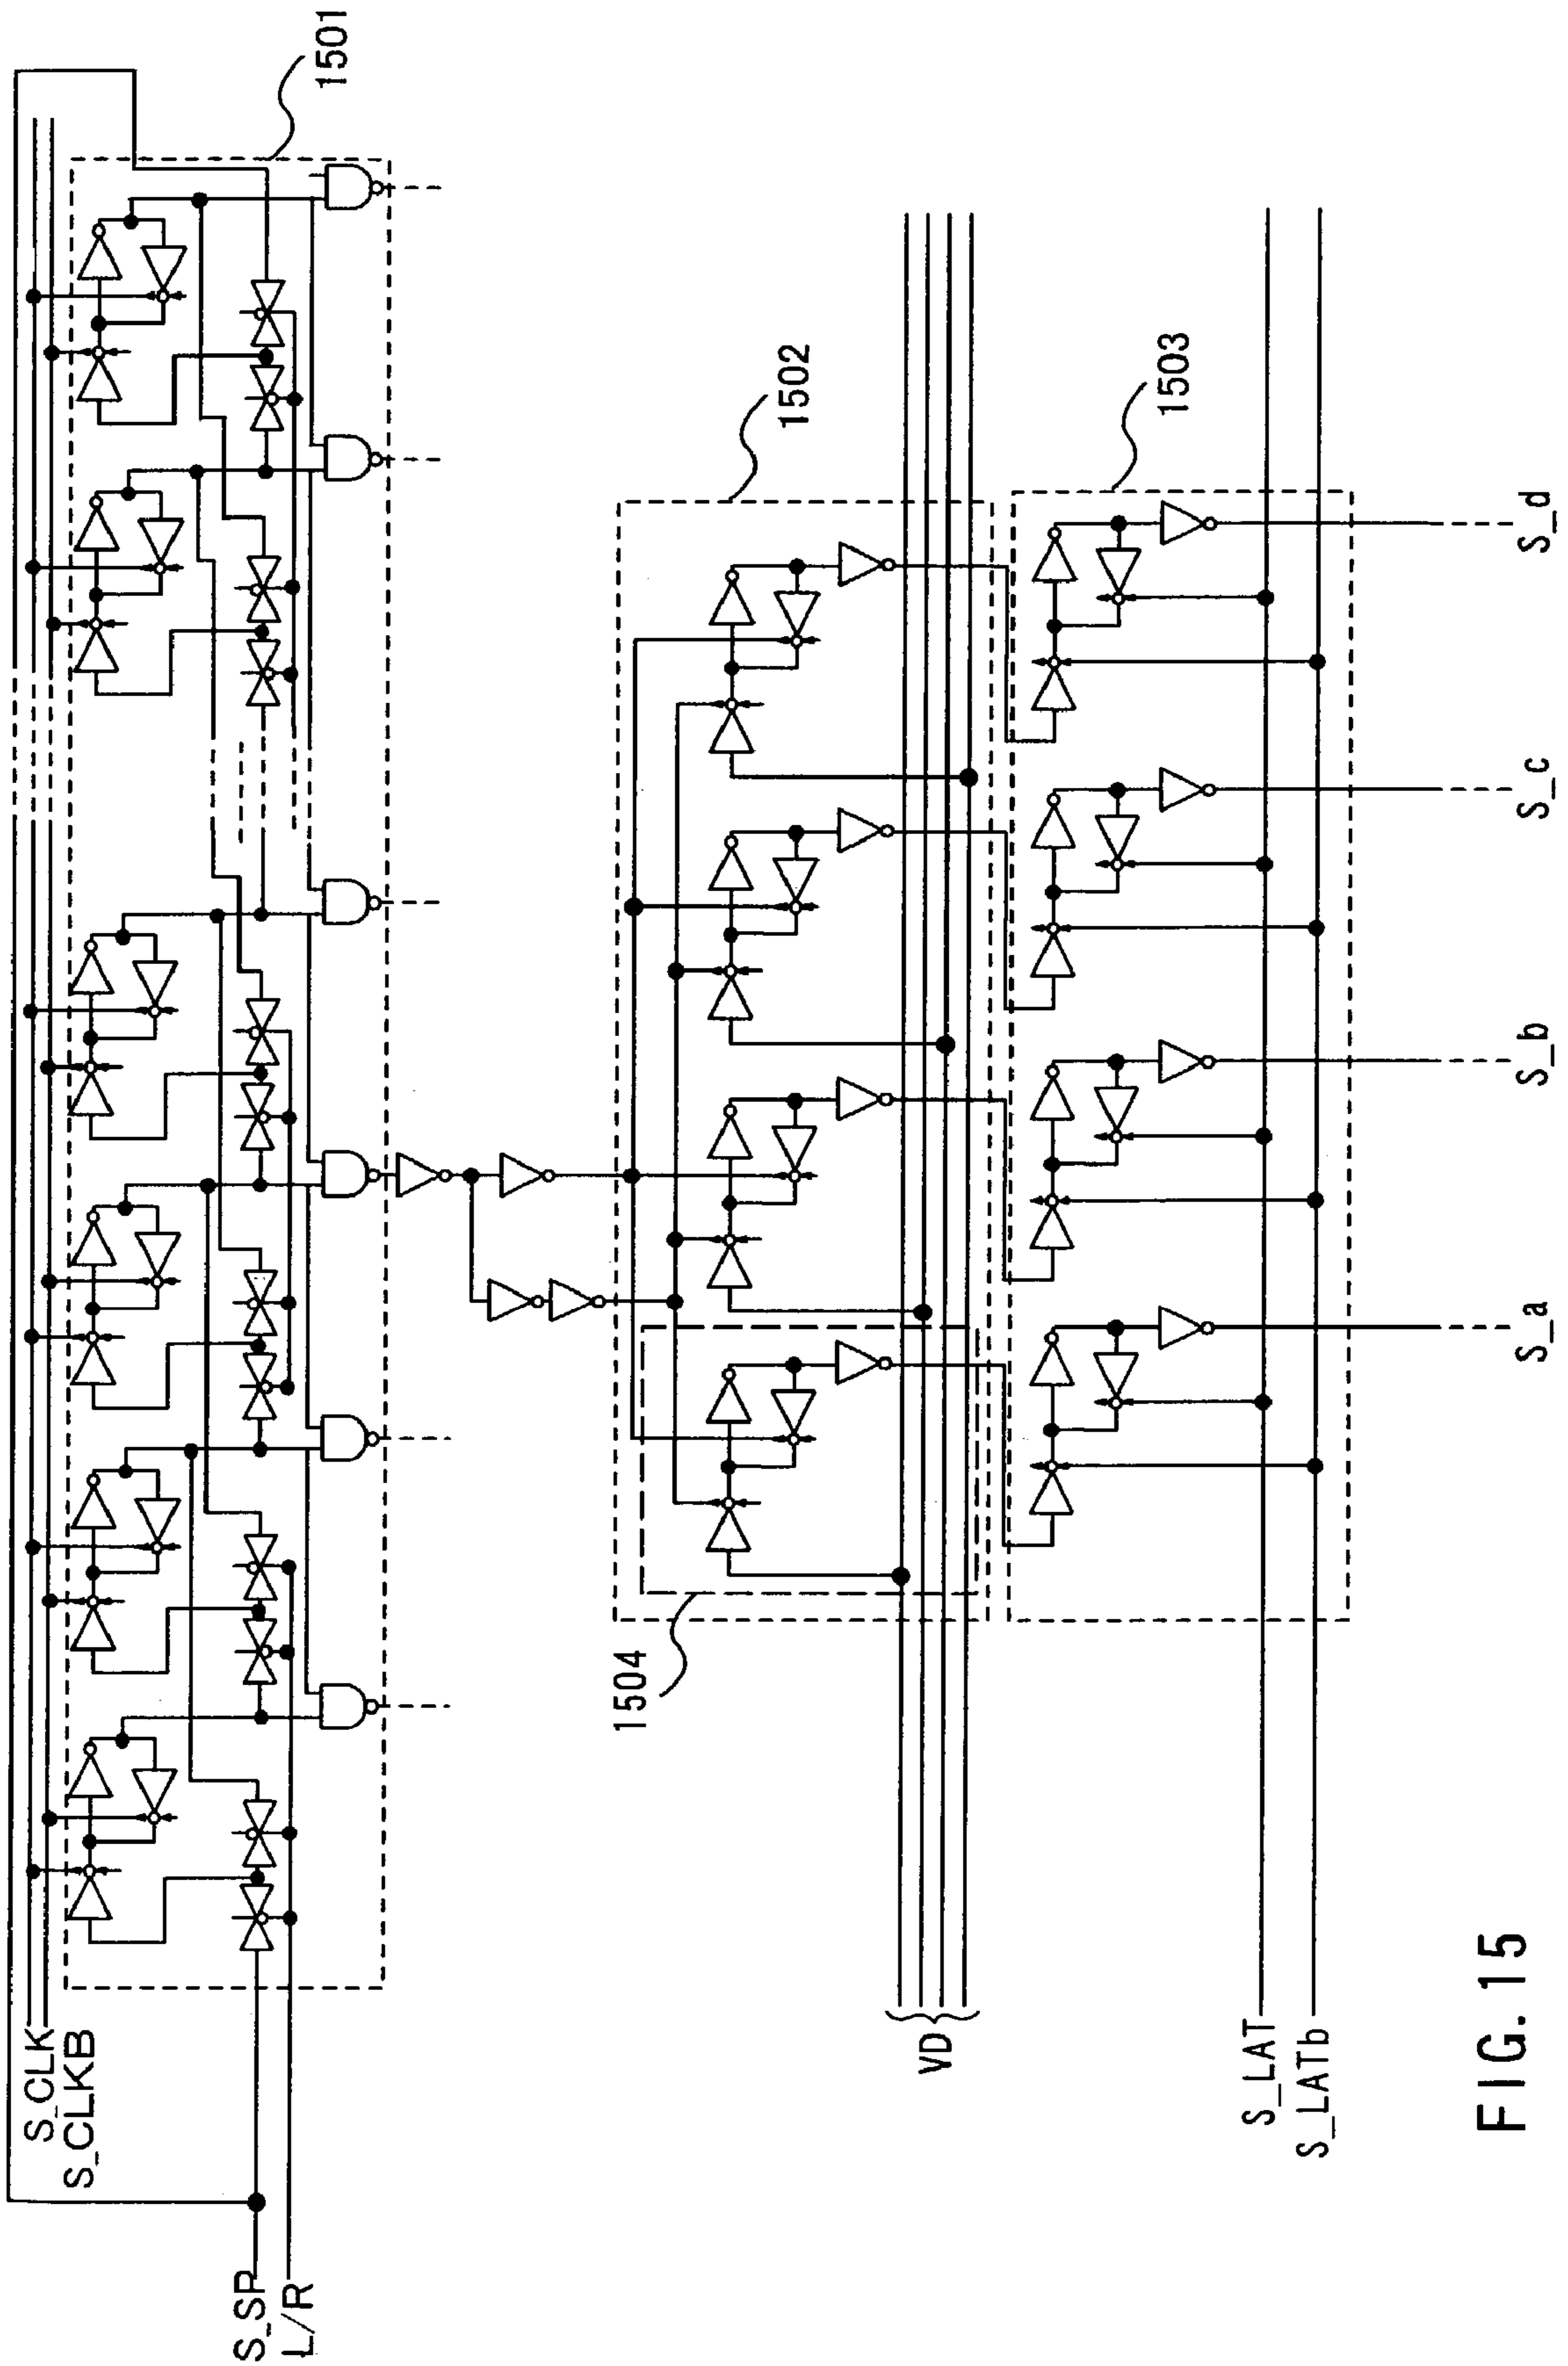 S_CLK
S_CLKB
S_SP
L/R
1501
1502
1504
VD
1503
S_LAT
S_LATb
S_a
S_b
S_c
S_d
FIG. 15